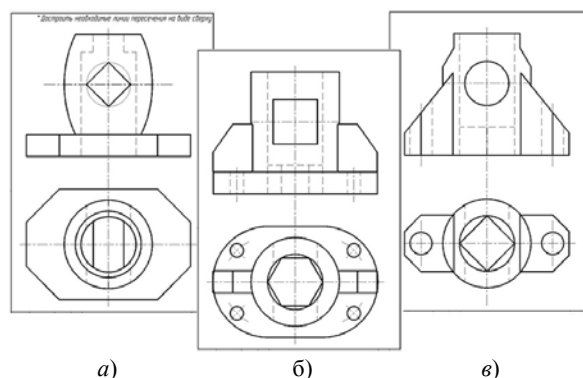 * Достроить необходимые линии пересечения на виде сверху
а) б) в)